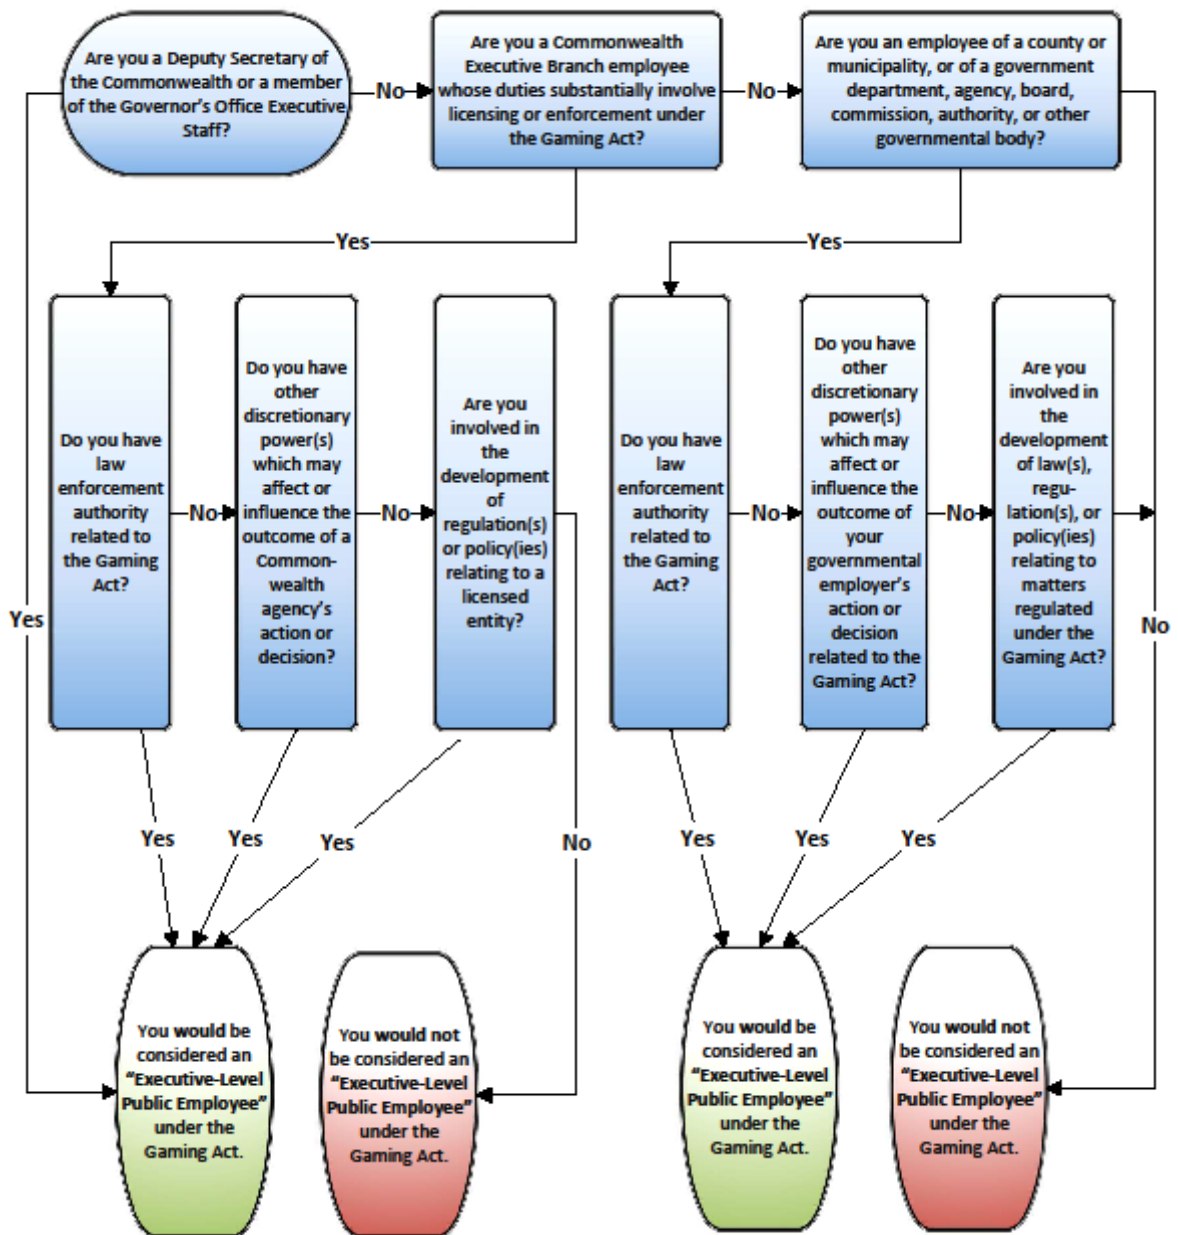 Are you a Deputy Secretary of
the Commonwealth or a member
of the Governor's Office Executive
Staff?
No
Are you a Commonwealth
Executive Branch employee
whose duties substantially involve
licensing or enforcement under
the Gaming Act?
No
Are you an employee of a county or
municipality, or of a government
department, agency, board,
commission, authority, or other
governmental body?
Yes
Yes
Do you have
law
enforcement
authority
related to
the Gaming
Act?
No
Do you have
other
discretionary
power(s)
which may
affect or
influence the
outcome of a
Common-
wealth
agency's
action or
decision?
No
Are you
involved in
the
development
of
regulation(s)
or policy(ies)
relating to a
licensed
entity?
Do you have
law
enforcement
authority
related to
the Gaming
Act?
No
Do you have
other
discretionary
power(s)
which may
affect or
influence the
outcome of
your
governmental
employer's
action or
decision
related to the
Gaming Act?
No
Are you
involved in
the
development
of law(s),
regu-
lation(s), or
policy(ies)
relating to
matters
regulated
under the
Gaming Act?
Yes
No
Yes
Yes
Yes
No
Yes
Yes
Yes
You would be
considered an
"Executive-Level
Public Employee"
under the
Gaming Act.
You would not
be considered an
"Executive-Level
Public Employee"
under the
Gaming Act.
You would be
considered an
"Executive-Level
Public Employee"
under the
Gaming Act.
You would not
be considered an
"Executive-Level
Public Employee"
under the
Gaming Act.